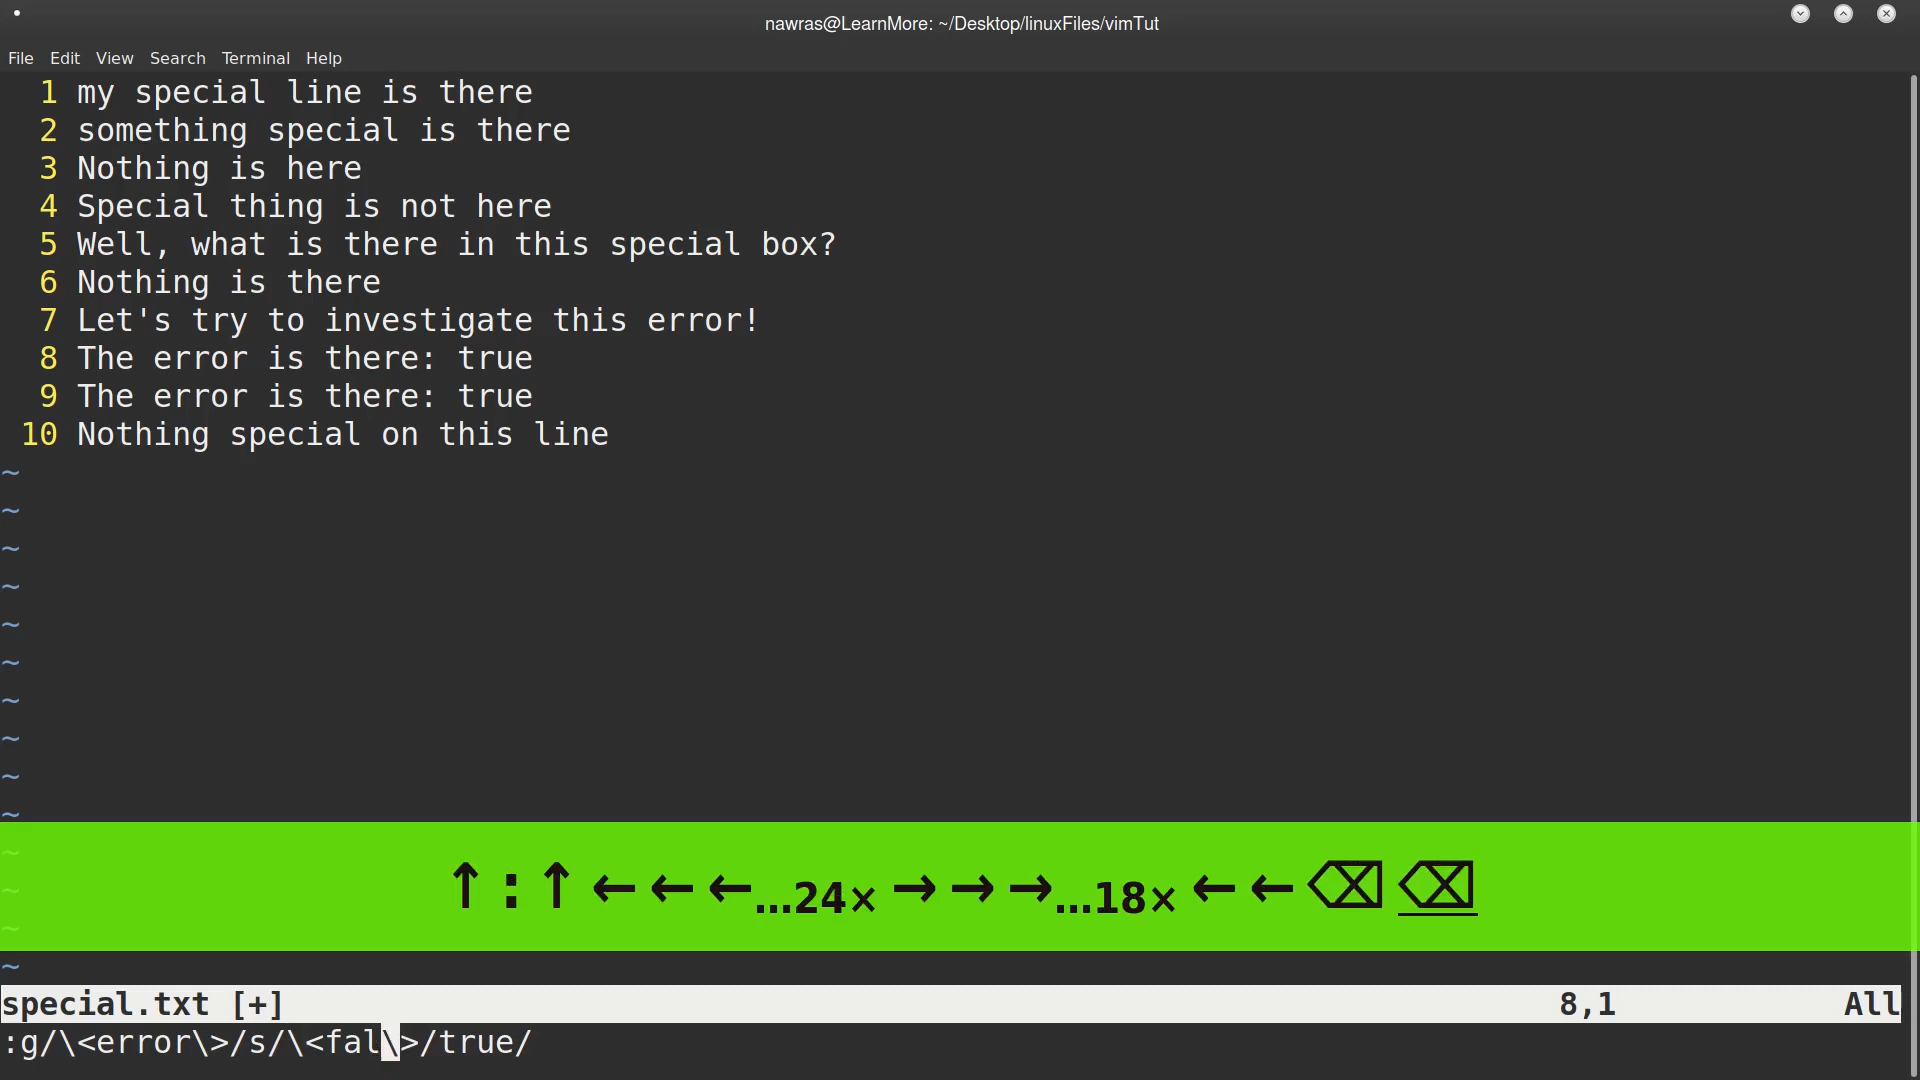 nawras@LearnMore: ~/Desktop/linuxFiles/vimTut
File Edit View Search Terminal Help
1 my special line is there
2 something special is there
3 Nothing is here
4 Special thing is not here
5 Well, what is there in this special box?
6 Nothing is there
7 Let's try to investigate this error!
8 The error is there: true
9 The error is there: true
10 Nothing special on this line
~
~
~
~
~
~
~
~
~
~
~
~
~
~
↑:↑←←←...24×→→→...18×←←⌫⌫
special.txt [+] 8,1 All
:g/\<error\>/s/\<fal\>/true/